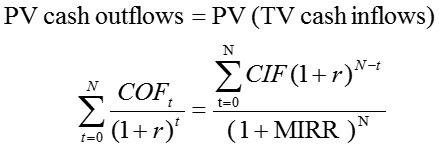 PV cash outflows = PV (TV cash inflows)
\sum_{t=0}^{N} \frac{COF_t}{(1+r)^t} = \frac{\sum_{t=0}^{N} CIF(1+r)^{N-t}}{(1+MIRR)^N}